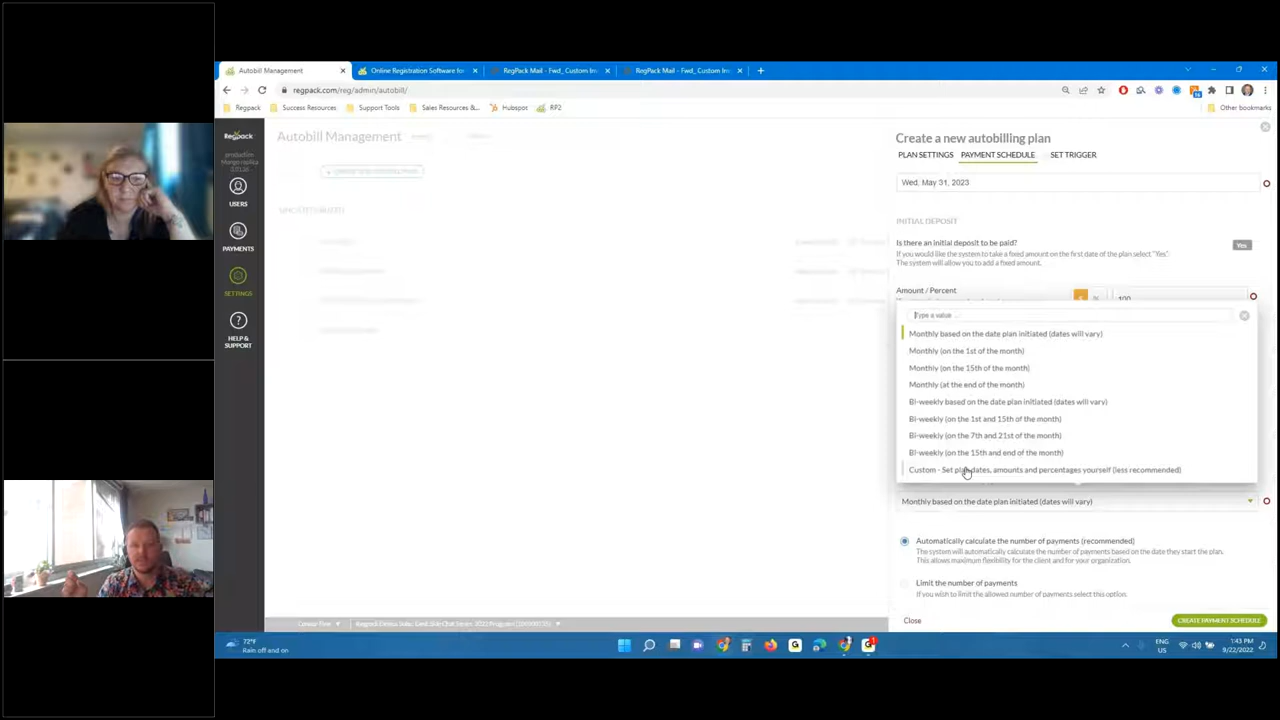 Autobill Management
Online Registration Software for
RegPack Mail - Fwd_ Custom Inv
RegPack Mail - Fwd_ Custom Inv
regpack.com/reg/admin/autobill/
Regpack
Success Resources
Support Tools
Sales Resources &...
Hubspot
RP2
Other bookmarks
Regpack
production
USERS
PAYMENTS
SETTINGS
HELP &
SUPPORT
Autobill Management
Create a new autobilling plan
PLAN SETTINGS PAYMENT SCHEDULE SET TRIGGER
Wed. May 31, 2023
INITIAL DEPOSIT
Is there an initial deposit to be paid?
Yes
If you would like the system to take a fixed amount on the first date of the plan select "Yes".
The system will allow you to add a fixed amount.
Amount / Percent
$ % 100
Type a value
Monthly based on the date plan initiated (dates will vary)
Monthly (on the 1st of the month)
Monthly (on the 15th of the month)
Monthly (at the end of the month)
Bi-weekly based on the date plan initiated (dates will vary)
Bi-weekly (on the 1st and 15th of the month)
Bi-weekly (on the 7th and 21st of the month)
Bi-weekly (on the 15th and end of the month)
Custom - Set plan dates, amounts and percentages yourself (less recommended)
Monthly based on the date plan initiated (dates will vary)
Automatically calculate the number of payments (recommended)
The system will automatically calculate the number of payments based on the date they start the plan.
This allows maximum flexibility for the client and for your organization.
Limit the number of payments
If you wish to limit the allowed number of payments select this option.
Close
CREATE PAYMENT SCHEDULE
72°F
Rain off and on
ENG
US
1:43 PM
9/22/2022